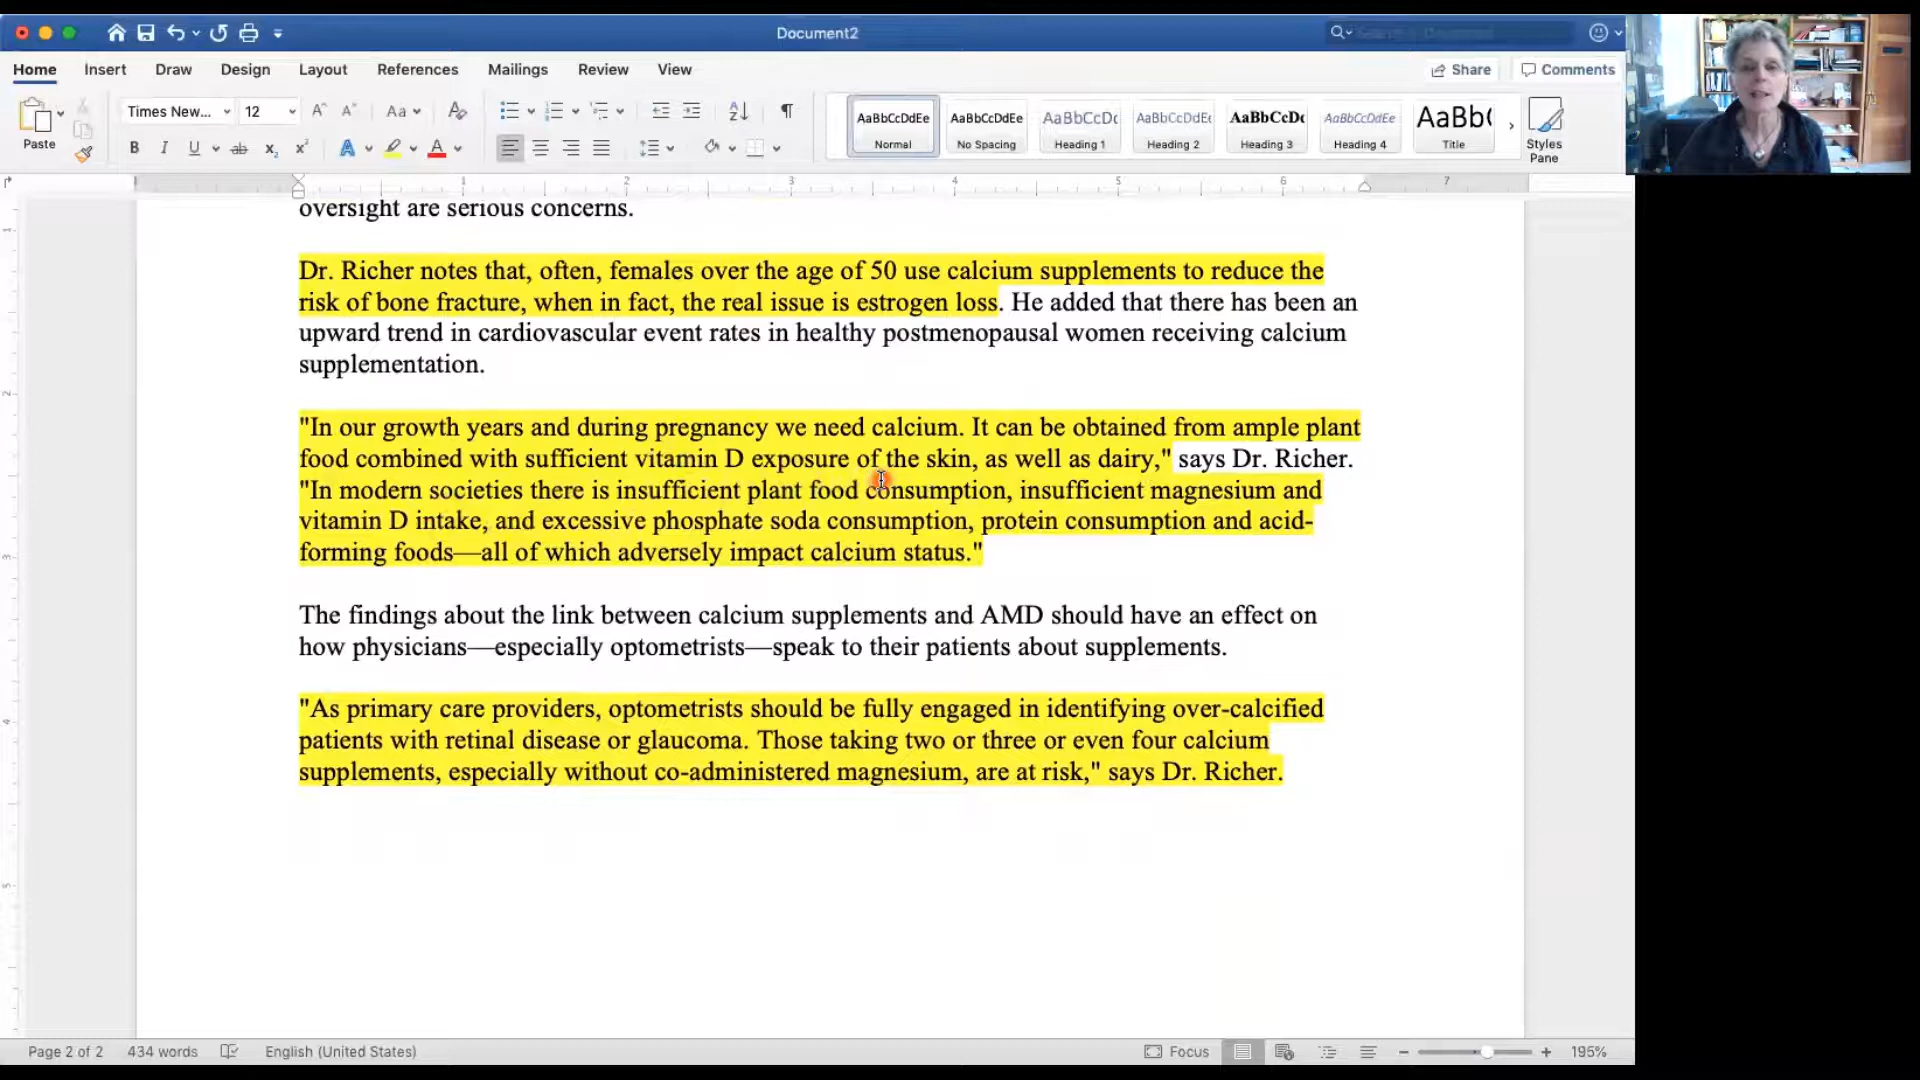 Document2
Home Insert Draw Design Layout References Mailings Review View Share Comments
Paste
Times New... 12
AaBbCcDdEe AaBbCcDdEe AaBbCcDc AaBbCcDdEe AaBbCcDc AaBbCcDdEe AaBb(
Normal No Spacing Heading 1 Heading 2 Heading 3 Heading 4 Title
Styles
Pane
1 2 3 4 5 6 7
oversight are serious concerns.
Dr. Richer notes that, often, females over the age of 50 use calcium supplements to reduce the
risk of bone fracture, when in fact, the real issue is estrogen loss. He added that there has been an
upward trend in cardiovascular event rates in healthy postmenopausal women receiving calcium
supplementation.
"In our growth years and during pregnancy we need calcium. It can be obtained from ample plant
food combined with sufficient vitamin D exposure of the skin, as well as dairy," says Dr. Richer.
"In modern societies there is insufficient plant food consumption, insufficient magnesium and
vitamin D intake, and excessive phosphate soda consumption, protein consumption and acid-
forming foods—all of which adversely impact calcium status."
The findings about the link between calcium supplements and AMD should have an effect on
how physicians—especially optometrists—speak to their patients about supplements.
"As primary care providers, optometrists should be fully engaged in identifying over-calcified
patients with retinal disease or glaucoma. Those taking two or three or even four calcium
supplements, especially without co-administered magnesium, are at risk," says Dr. Richer.
Page 2 of 2 434 words English (United States) Focus 195%